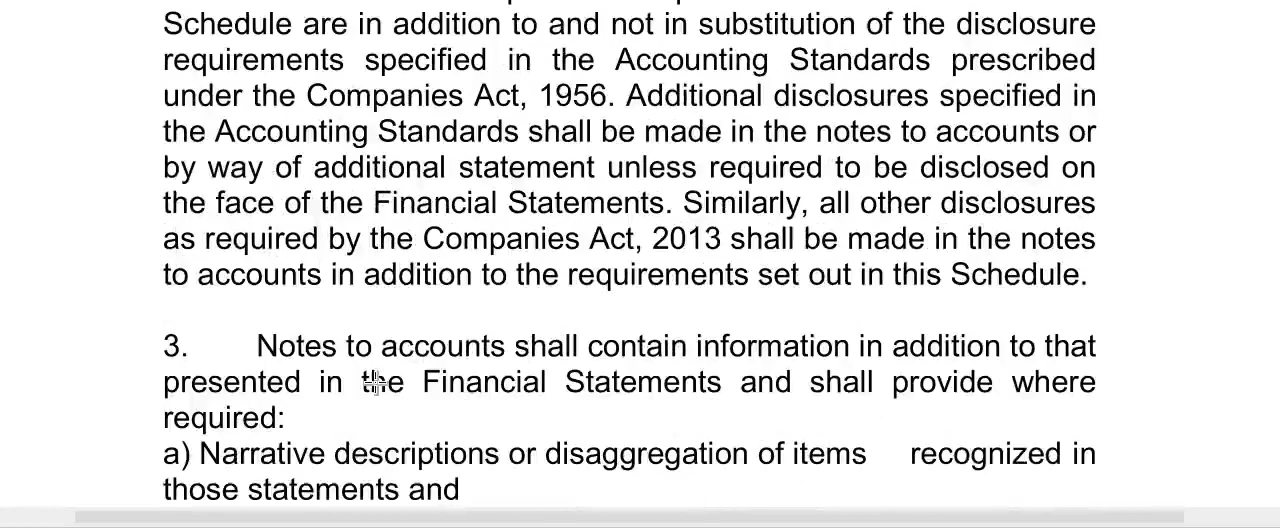 Schedule are in addition to and not in substitution of the disclosure
requirements specified in the Accounting Standards prescribed
under the Companies Act, 1956. Additional disclosures specified in
the Accounting Standards shall be made in the notes to accounts or
by way of additional statement unless required to be disclosed on
the face of the Financial Statements. Similarly, all other disclosures
as required by the Companies Act, 2013 shall be made in the notes
to accounts in addition to the requirements set out in this Schedule.
3. Notes to accounts shall contain information in addition to that
presented in the Financial Statements and shall provide where
required:
a) Narrative descriptions or disaggregation of items recognized in
those statements and